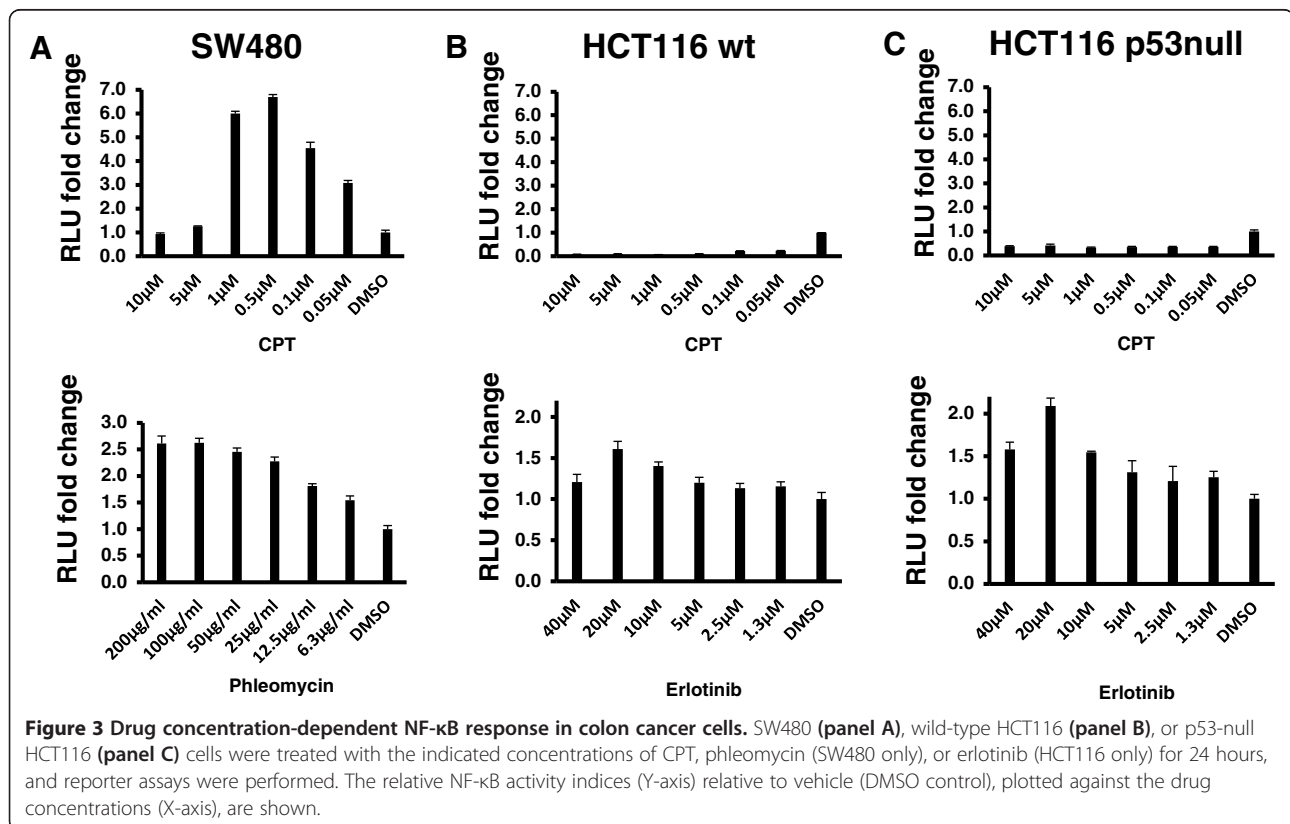 A SW480
RLU fold change
7.0
6.0
5.0
4.0
3.0
2.0
1.0
0.0
10µM 5µM 1µM 0.5µM 0.1µM 0.05µM DMSO
CPT
RLU fold change
3.0
2.5
2.0
1.5
1.0
0.5
0.0
200µg/ml 100µg/ml 50µg/ml 25µg/ml 12.5µg/ml 6.3µg/ml DMSO
Phleomycin
B HCT116 wt
RLU fold change
7.0
6.0
5.0
4.0
3.0
2.0
1.0
0.0
10µM 5µM 1µM 0.5µM 0.1µM 0.05µM DMSO
CPT
RLU fold change
2.0
1.5
1.0
0.5
0.0
40µM 20µM 10µM 5µM 2.5µM 1.3µM DMSO
Erlotinib
C HCT116 p53null
RLU fold change
7.0
6.0
5.0
4.0
3.0
2.0
1.0
0.0
10µM 5µM 1µM 0.5µM 0.1µM 0.05µM DMSO
CPT
RLU fold change
2.0
1.5
1.0
0.5
0.0
40µM 20µM 10µM 5µM 2.5µM 1.3µM DMSO
Erlotinib
Figure 3 Drug concentration-dependent NF-κB response in colon cancer cells. SW480 (panel A), wild-type HCT116 (panel B), or p53-null
HCT116 (panel C) cells were treated with the indicated concentrations of CPT, phleomycin (SW480 only), or erlotinib (HCT116 only) for 24 hours,
and reporter assays were performed. The relative NF-κB activity indices (Y-axis) relative to vehicle (DMSO control), plotted against the drug
concentrations (X-axis), are shown.